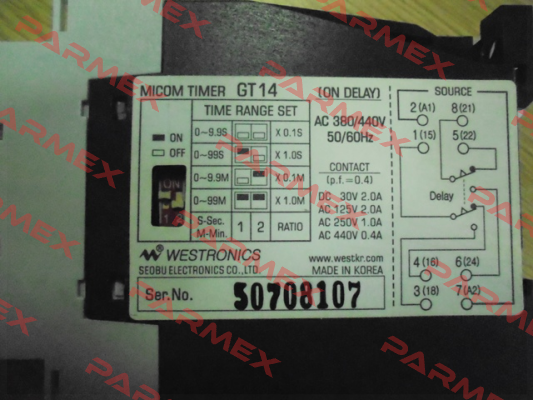 MICOM TIMER GT14 (ON DELAY)
TIME RANGE SET
ON
OFF
0~9.9S X 0.1S
0~99S X 1.0S
0~9.9M X 0.1M
0~99M X 1.0M
S-Sec. M-Min. 1 2 RATIO
ON
1 2
AC 380/440V
50/60Hz
CONTACT
(p.f.=0.4)
DC 30V 2.0A
AC 125V 2.0A
AC 250V 1.0A
AC 440V 0.4A
WESTRONICS www.westkr.com
SEOBU ELECTRONICS CO.,LTD. MADE IN KOREA
Ser.No. 50708107
SOURCE
2(A1) 8(21)
1(15) 5(22)
Delay
4(16) 6(24)
3(18) 7(A2)
PARMEX
PARMEX
PARMEX
PARMEX
PARMEX
PARMEX